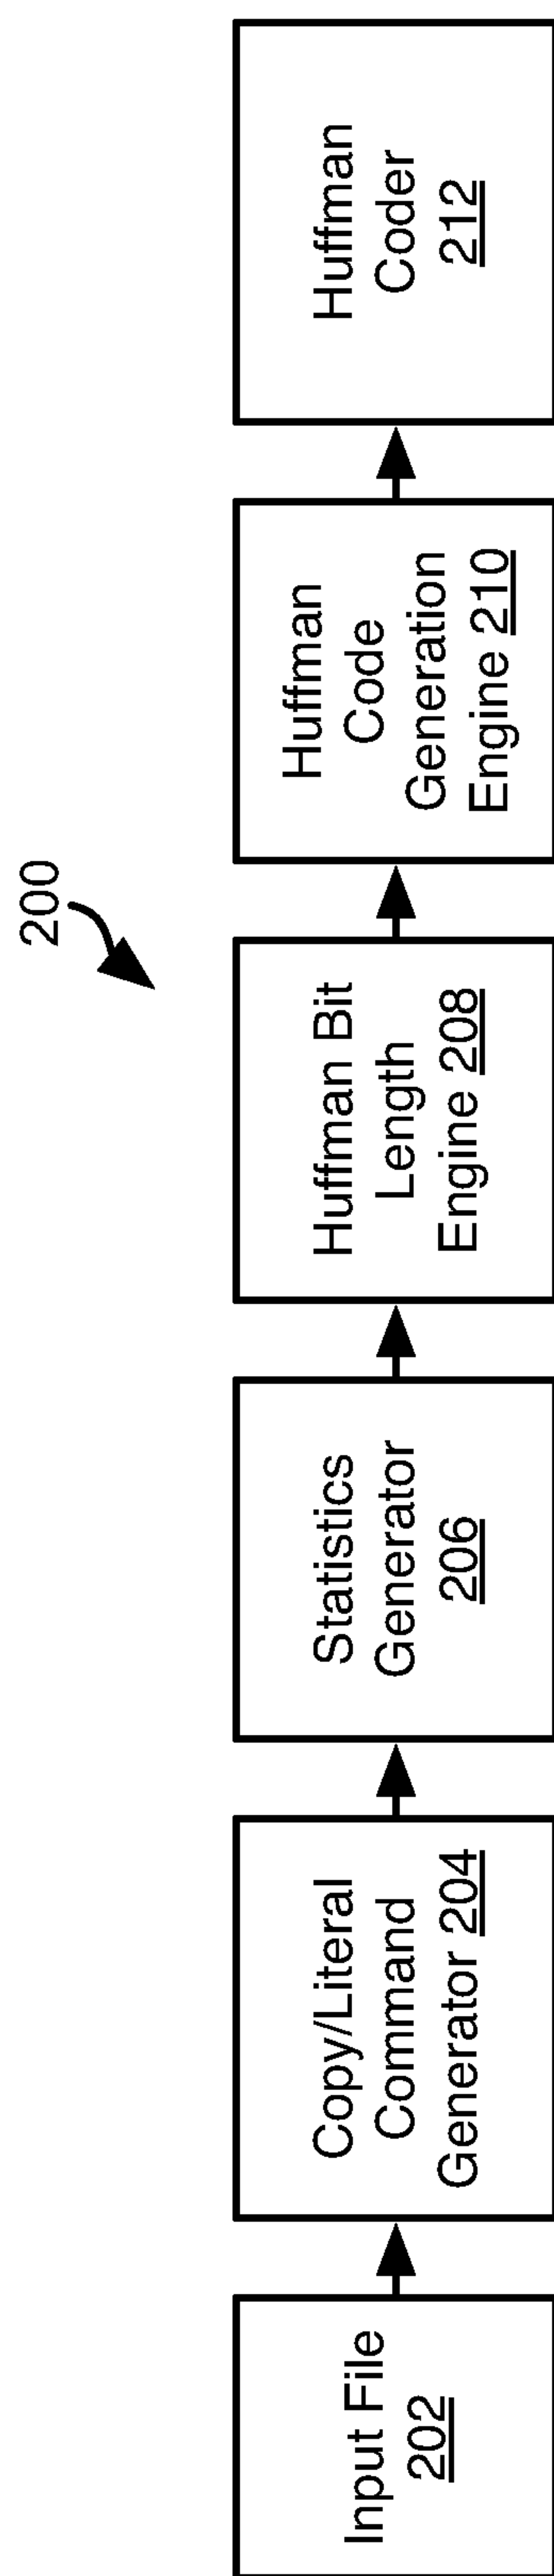 200
Input File
202
Copy/Literal
Command
Generator 204
Statistics
Generator
206
Huffman Bit
Length
Engine 208
Huffman
Code
Generation
Engine 210
Huffman
Coder
212